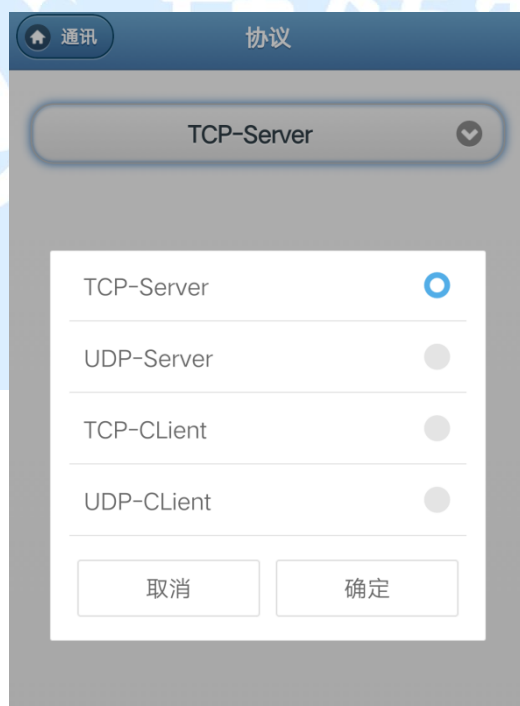 通讯
协议
TCP-Server
TCP-Server
UDP-Server
TCP-CLient
UDP-CLient
取消
确定